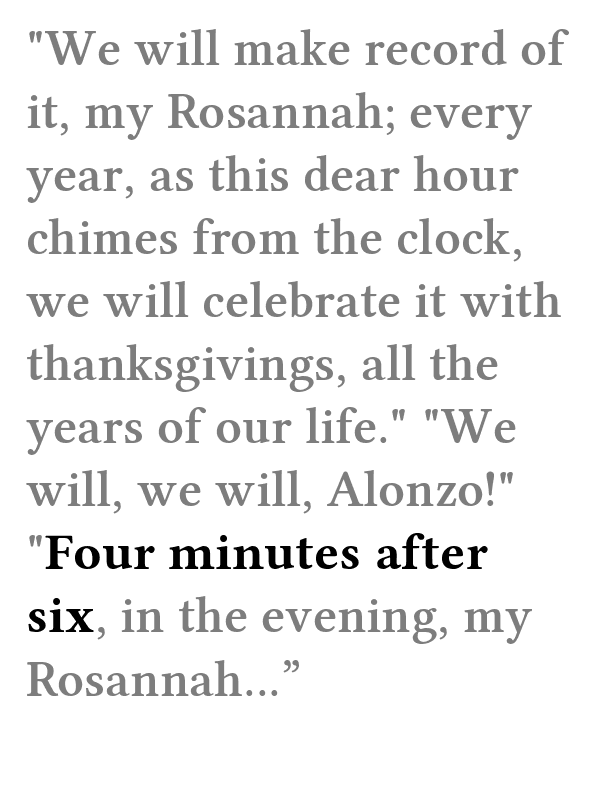 "We will make record of
it, my Rosannah; every
year, as this dear hour
chimes from the clock,
we will celebrate it with
thanksgivings, all the
years of our life." "We
will, we will, Alonzo!"
"Four minutes after
six, in the evening, my
Rosannah...”